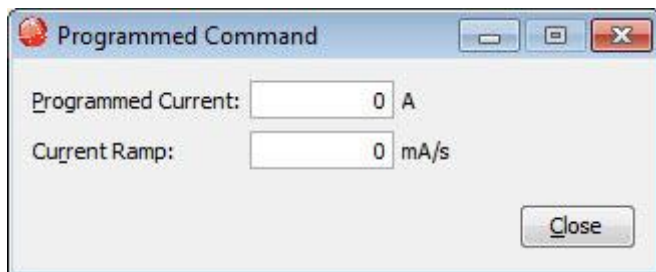 Programmed Command
Programmed Current: 0 A
Current Ramp: 0 mA/s
Close